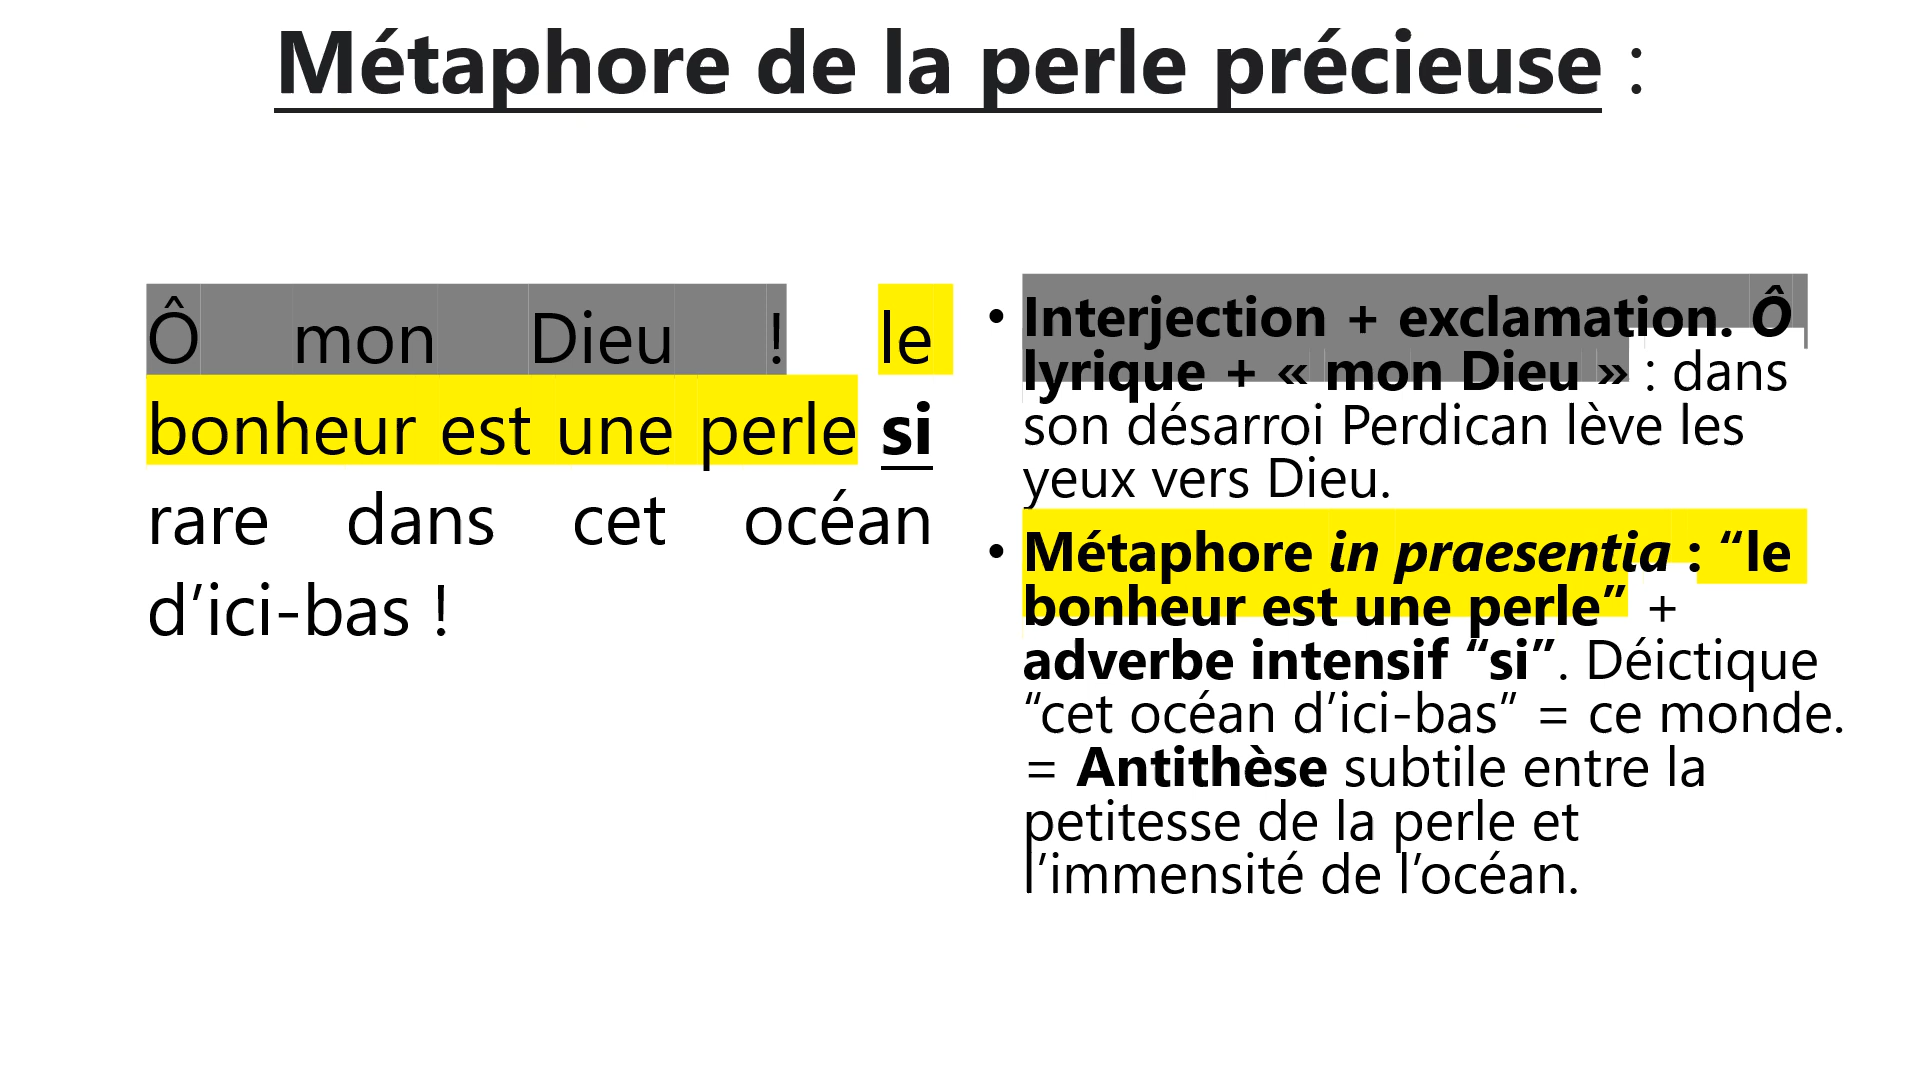 Métaphore de la perle précieuse :
Ô mon Dieu ! le
bonheur est une perle si
rare dans cet océan
d’ici-bas !
• Interjection + exclamation. Ô
lyrique + « mon Dieu » : dans
son désarroi Perdican lève les
yeux vers Dieu.
• Métaphore in praesentia : “le
bonheur est une perle” +
adverbe intensif “si”. Déictique
“cet océan d’ici-bas” = ce monde.
= Antithèse subtile entre la
petitesse de la perle et
l’immensité de l’océan.